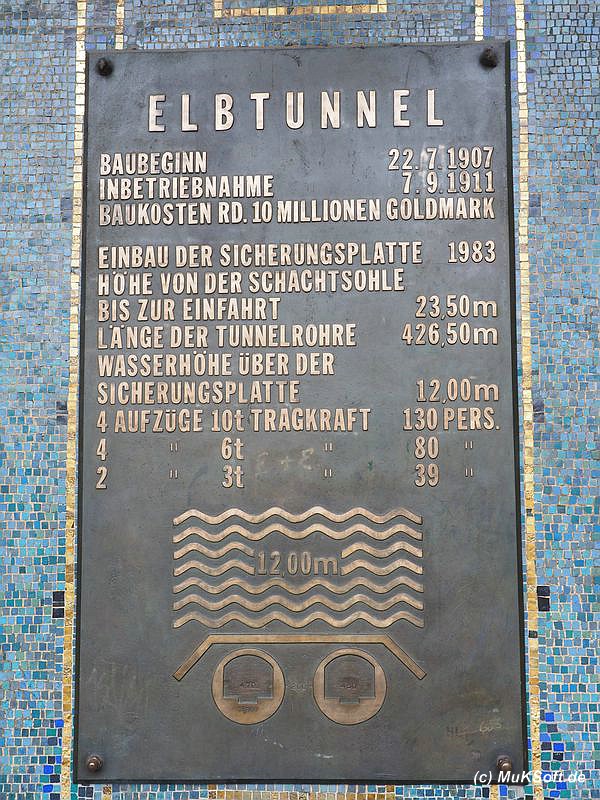 ELBTUNNEL
BAUBEGINN 22.7.1907
INBETRIEBNAHME 7.9.1911
BAUKOSTEN RD. 10 MILLIONEN GOLDMARK
EINBAU DER SICHERUNGSPLATTE 1983
HÖHE VON DER SCHACHTSOHLE
BIS ZUR EINFAHRT 23,50m
LÄNGE DER TUNNELROHRE 426,50m
WASSERHÖHE ÜBER DER
SICHERUNGSPLATTE 12,00m
4 AUFZÜGE 10t TRAGKRAFT 130 PERS.
4 " 6t " 80 "
2 " 3t " 39 "
12,00m
(c) MuKSoft.de